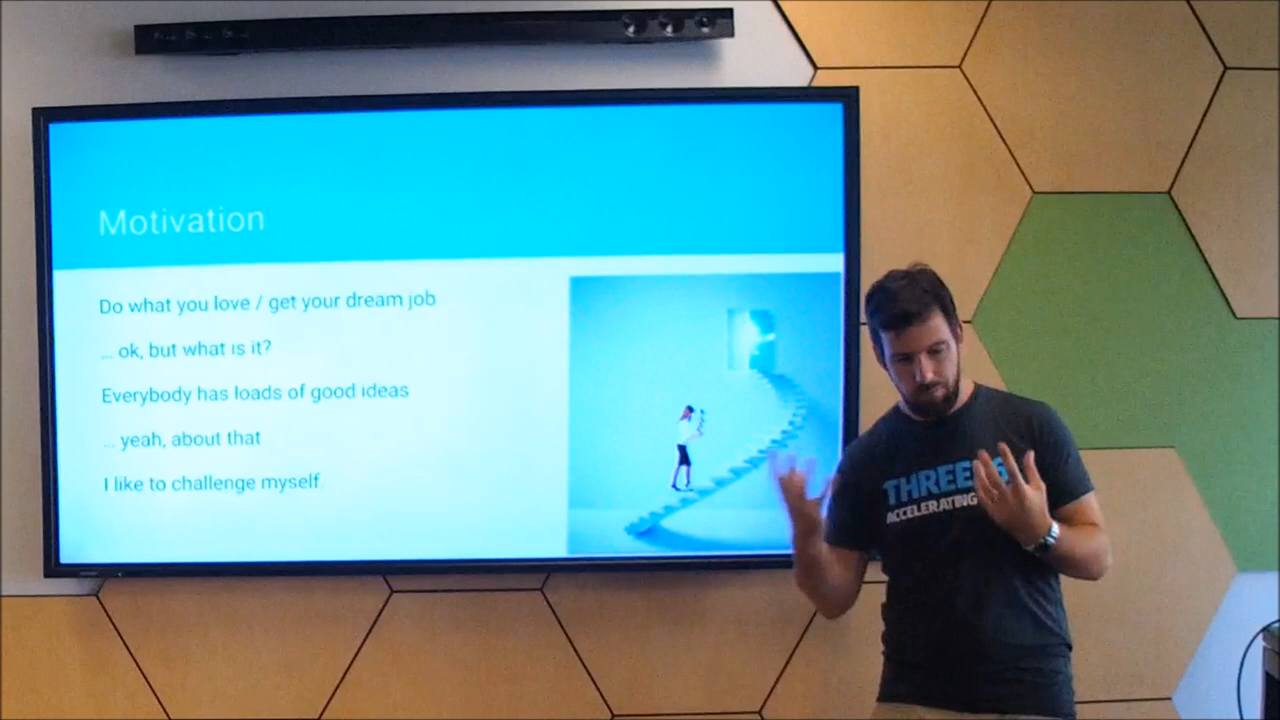 Motivation
Do what you love / get your dream job
... ok, but what is it?
Everybody has loads of good ideas
... yeah, about that
I like to challenge myself.
ACCELERATING